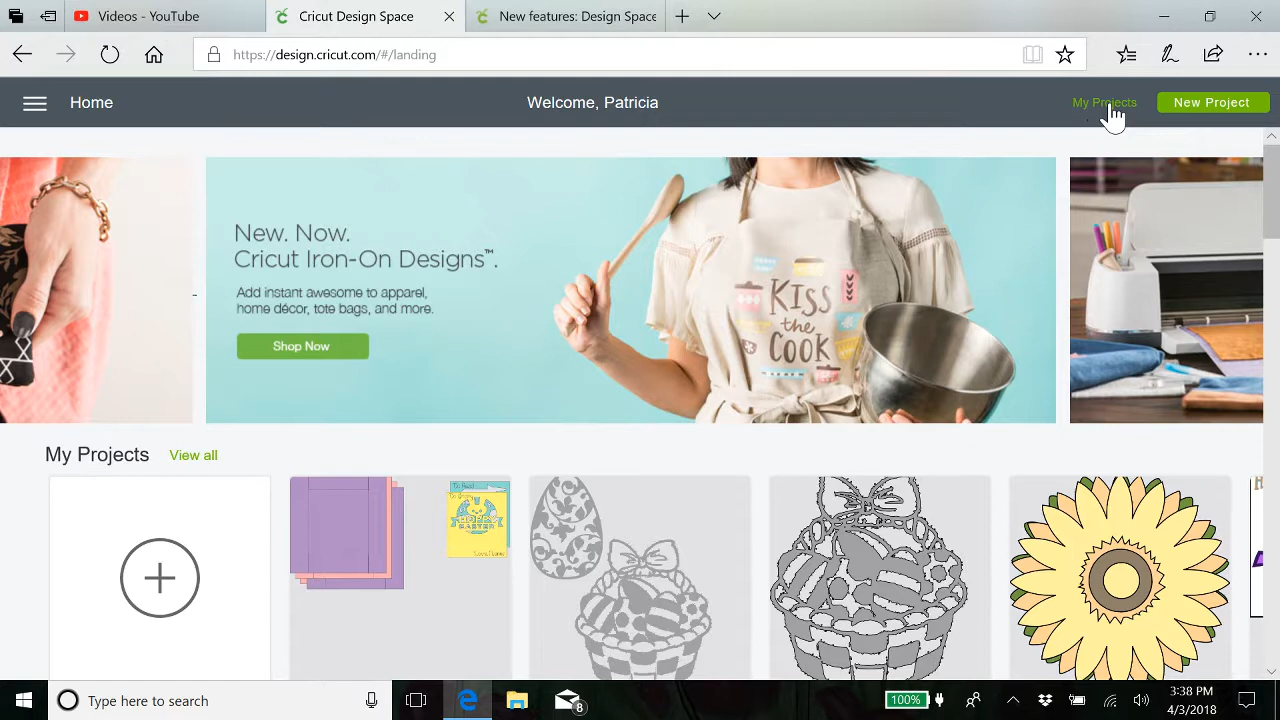 Videos - YouTube
Cricut Design Space
New features: Design Space
https://design.cricut.com/#/landing
Home
Welcome, Patricia
My Projects
New Project
New. Now.
Cricut Iron-On Designs™.
Add instant awesome to apparel,
home décor, tote bags, and more.
Shop Now
KISS
the
COOK
My Projects
View all
HOPPY
EASTER
Type here to search
8
100%
3:38 PM
4/3/2018